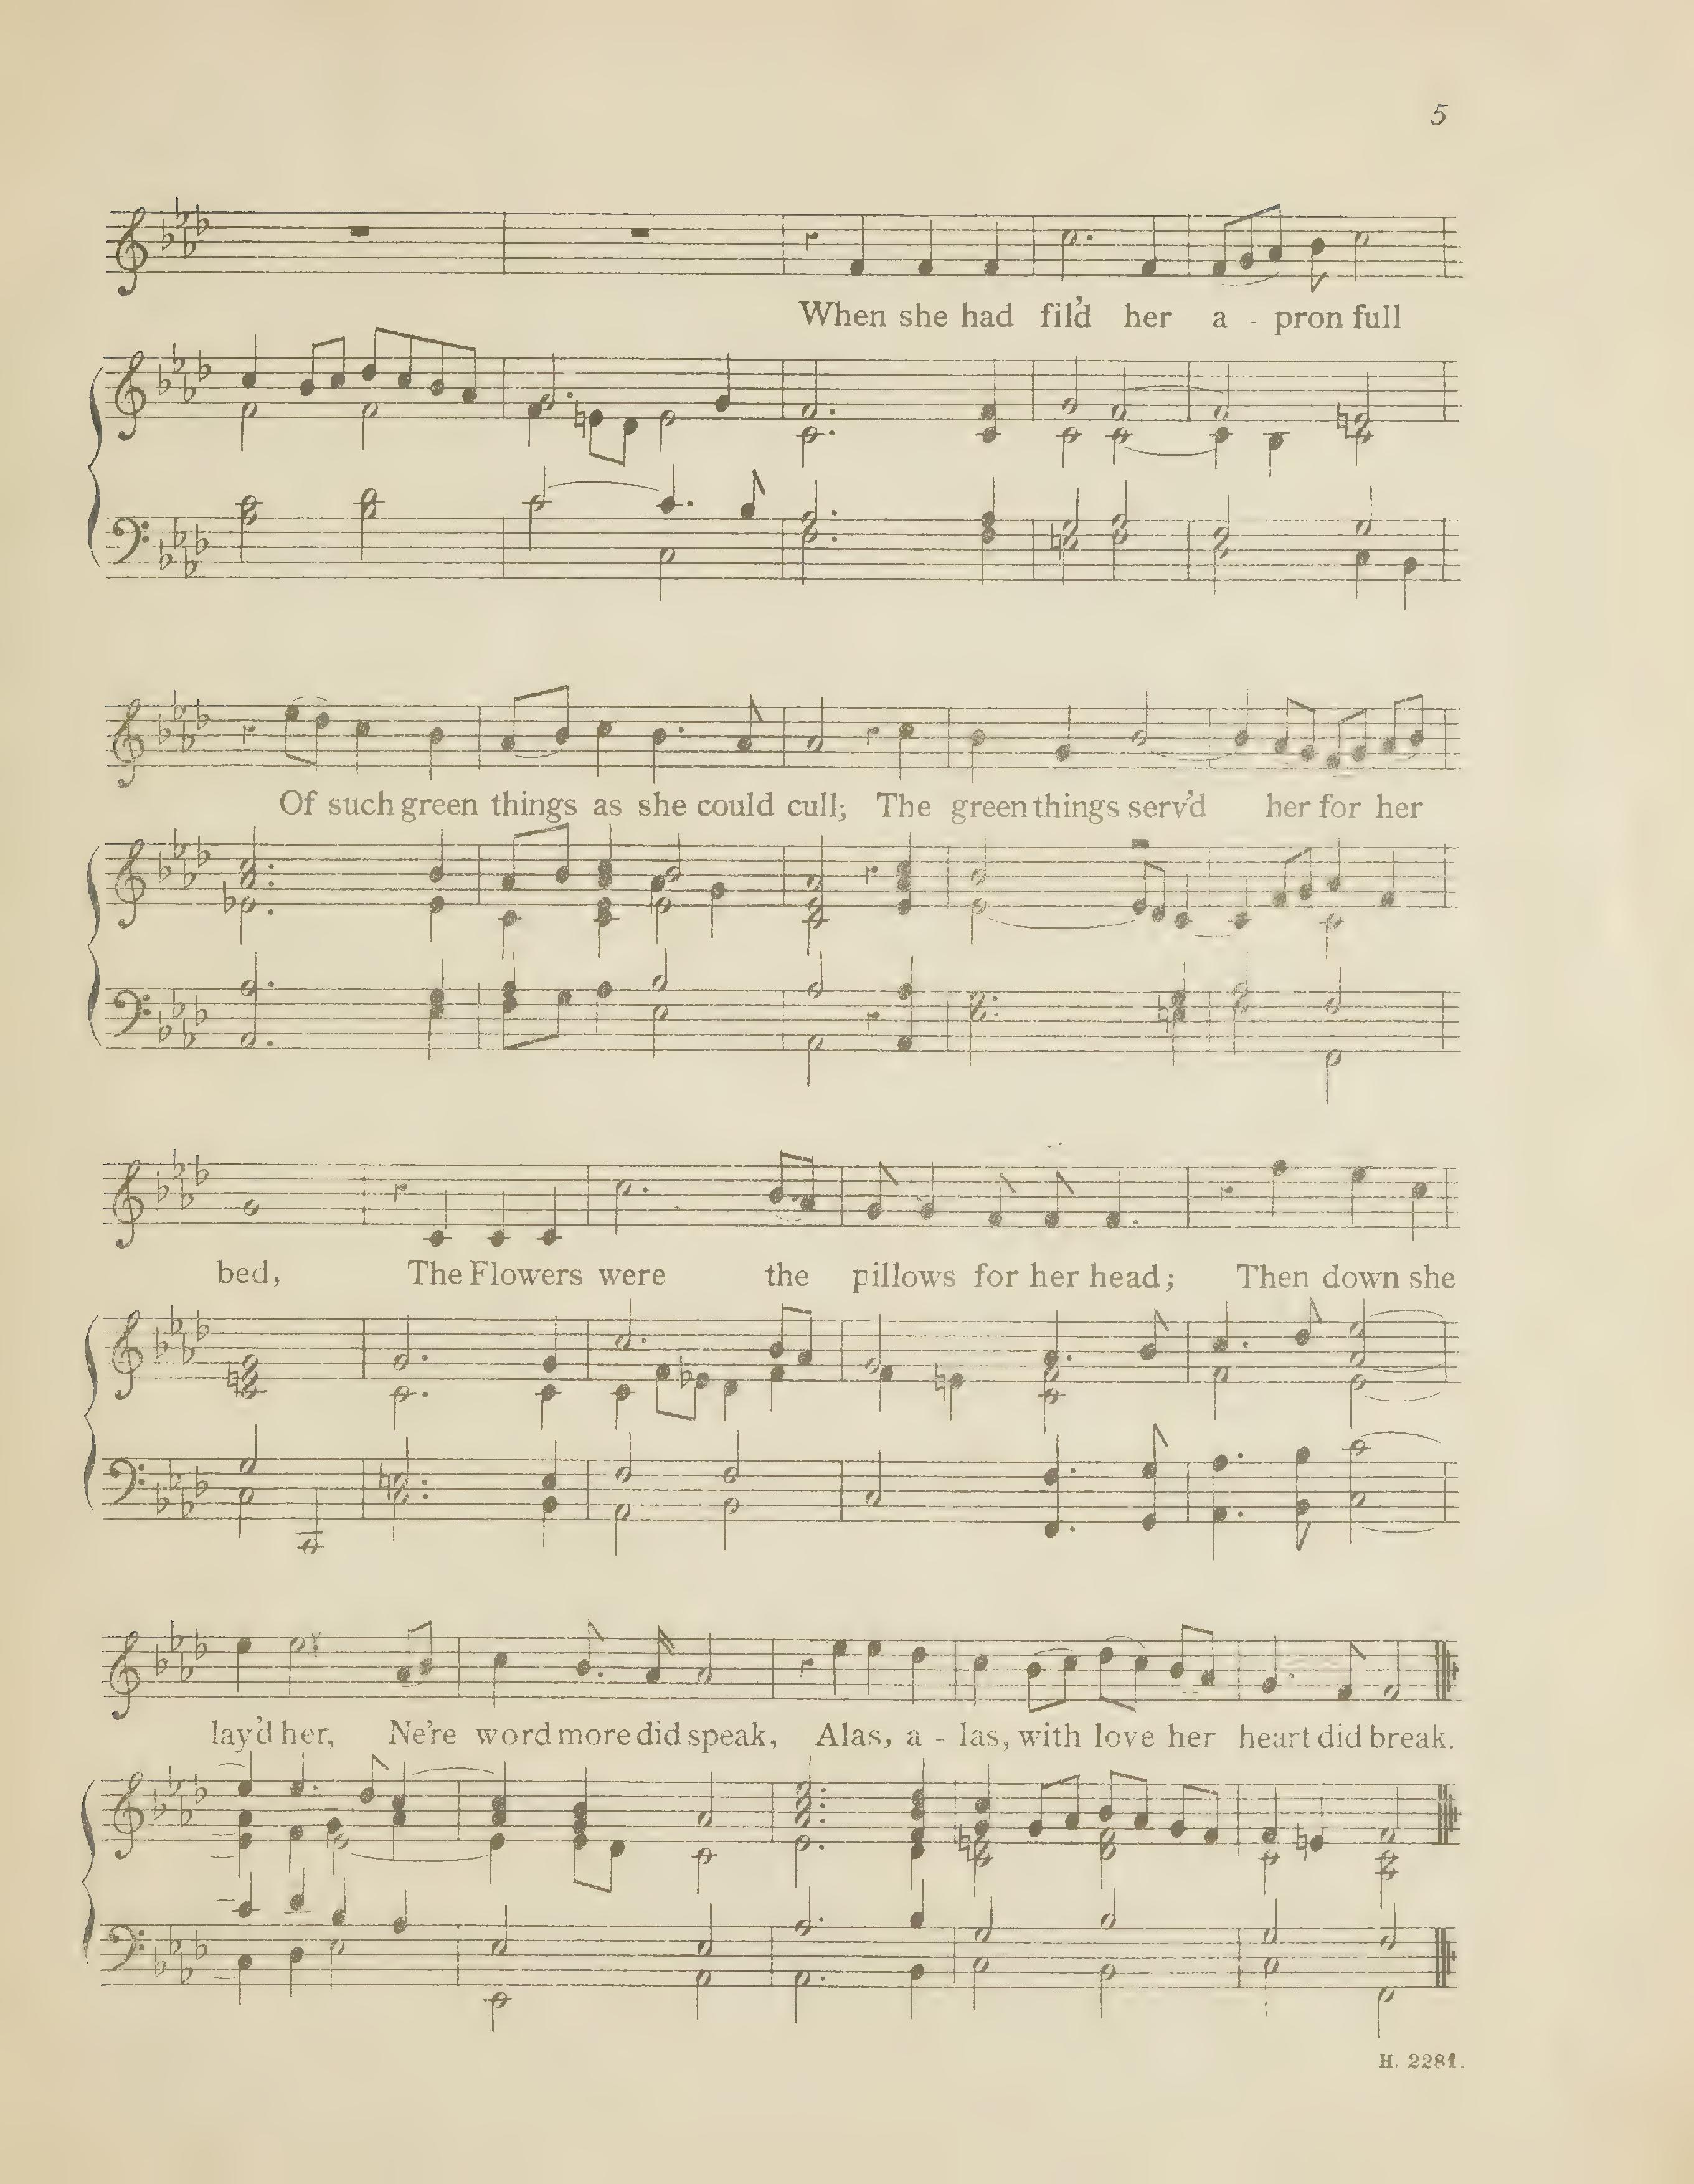 5
When she had fil'd her a - pron full
Of such green things as she could cull; The green things serv'd her for her
bed, The Flowers were the pillows for her head; Then down she
lay'd her, Ne're word more did speak, Alas, a - las, with love her heart did break.
H. 2281.